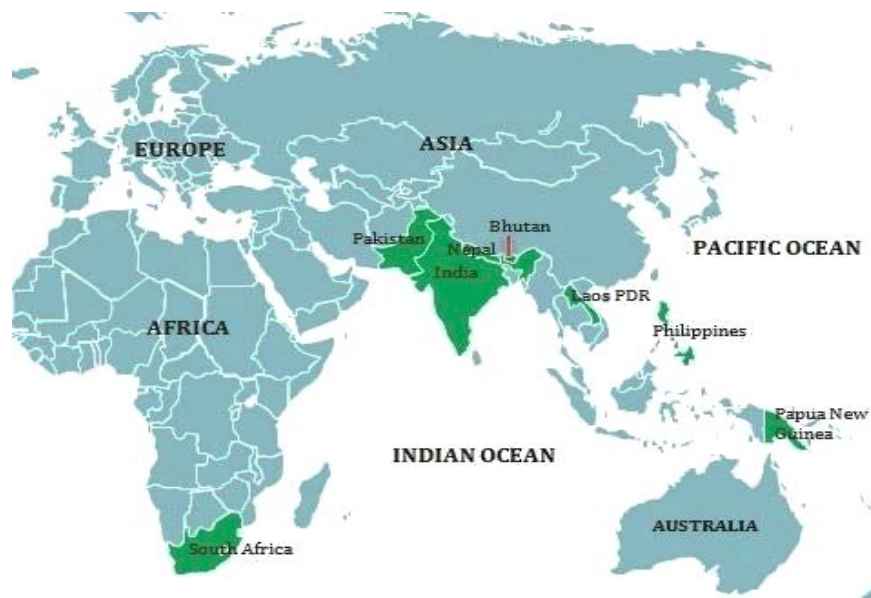 EUROPE
ASIA
Bhutan
Pakistan
Nepal
PACIFIC OCEAN
India
Laos PDR
AFRICA
Philippines
Papua New
Guinea
INDIAN OCEAN
AUSTRALIA
South Africa